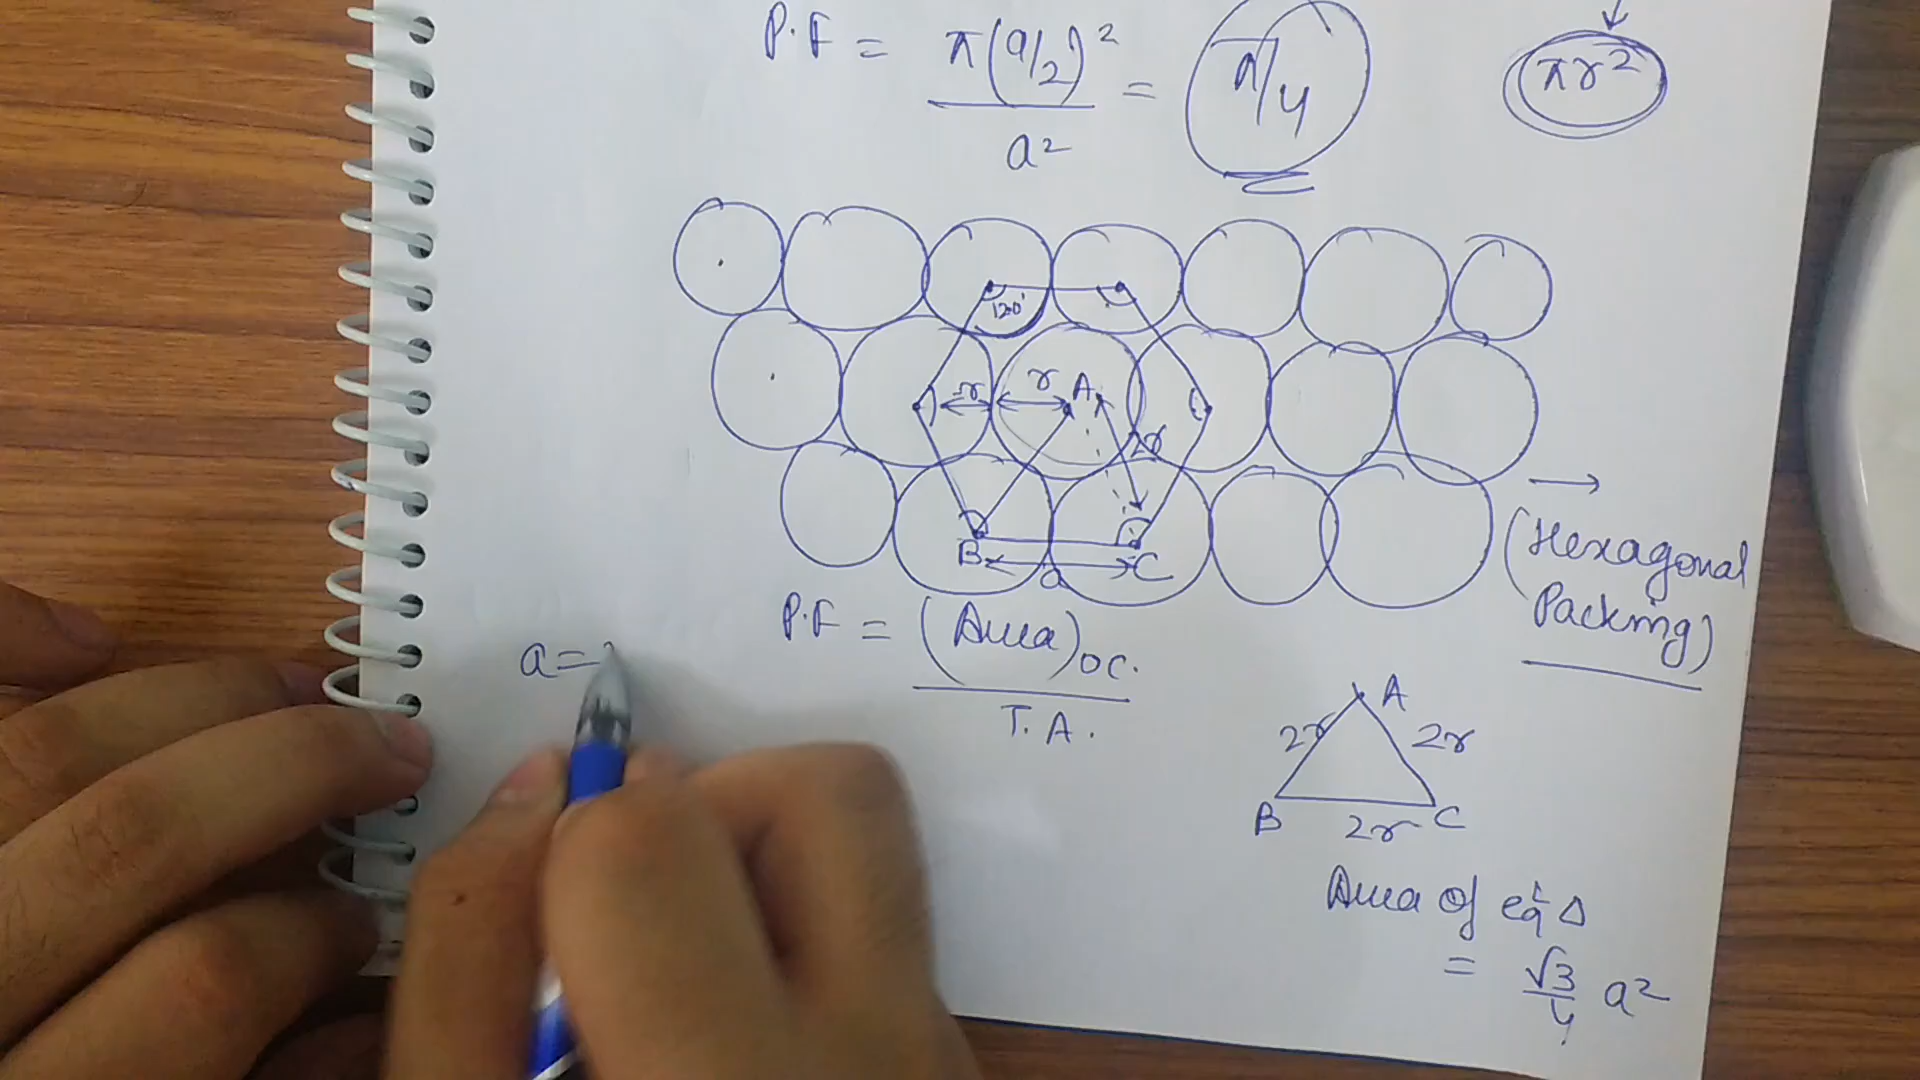 P.F = π(a/2)² / a² = π/4
πr²
120°
r r A
2r
B a C
(Hexagonal
Packing)
P.F = (Area)oc. / T.A.
a =
A
2r 2r
B 2r C
Area of eq^l Δ
= √3/4 a²